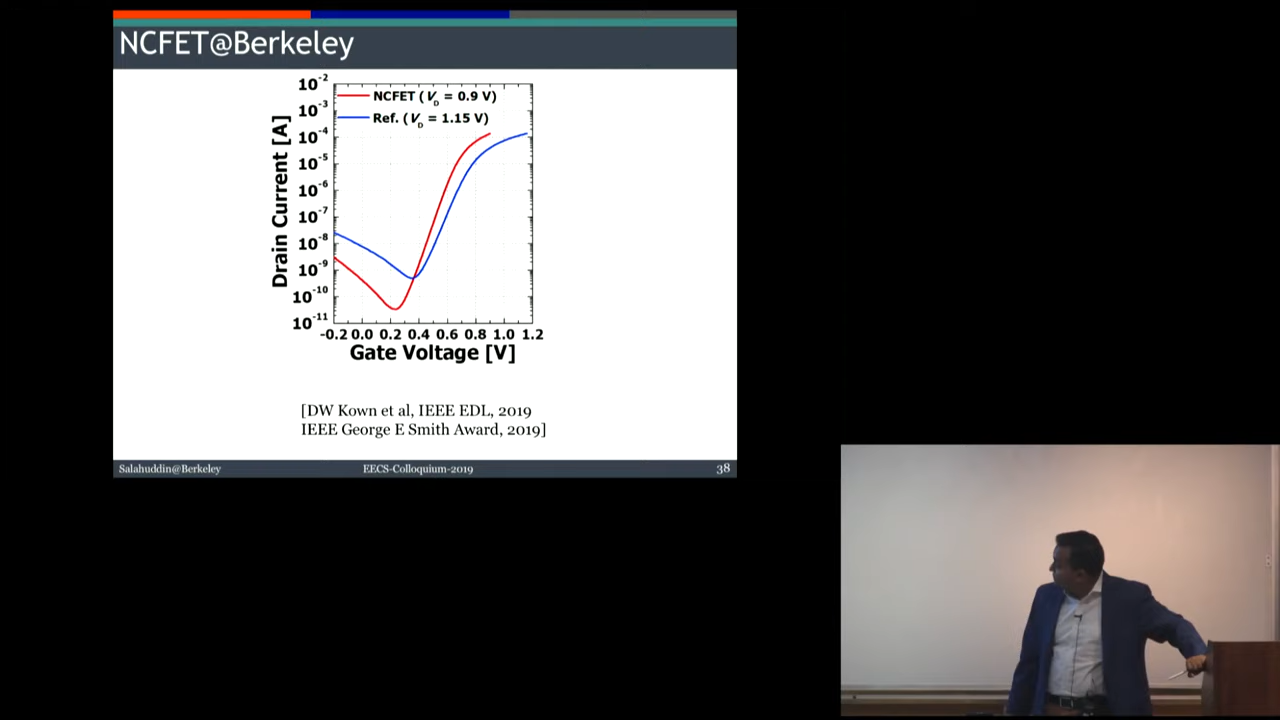 NCFET@Berkeley
10-2
10-3
10-4
10-5
10-6
10-7
10-8
10-9
10-10
10-11
Drain Current [A]
NCFET (VD = 0.9 V)
Ref. (VD = 1.15 V)
-0.2 0.0 0.2 0.4 0.6 0.8 1.0 1.2
Gate Voltage [V]
[DW Kown et al, IEEE EDL, 2019
IEEE George E Smith Award, 2019]
Salahuddin@Berkeley EECS-Colloquium-2019 38